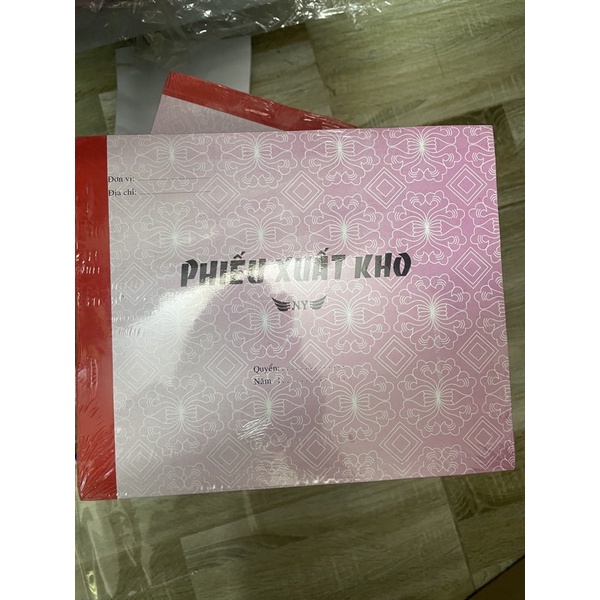 Đơn vị:
Địa chỉ:
PHIẾU XUẤT KHO
NY
Quyển:
Năm :